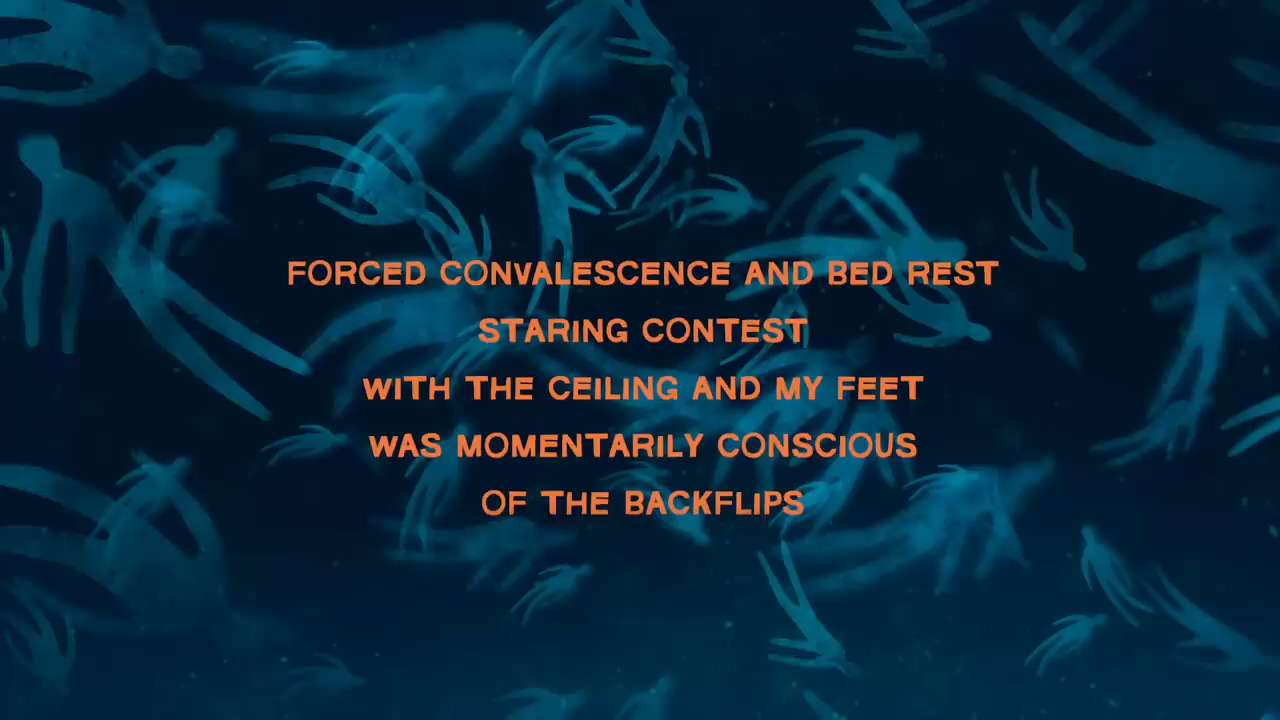 FORCED CONVALESCENCE AND BED REST
STARING CONTEST
WITH THE CEILING AND MY FEET
WAS MOMENTARILY CONSCIOUS
OF THE BACKFLIPS